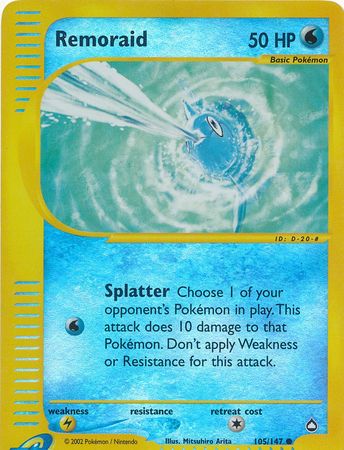 Remoraid 50 HP
Basic Pokémon
ID: D-20-#
Splatter Choose 1 of your
opponent's Pokémon in play. This
attack does 10 damage to that
Pokémon. Don't apply Weakness
or Resistance for this attack.
weakness resistance retreat cost
© 2002 Pokémon / Nintendo Illus. Mitsuhiro Arita 105/147
e